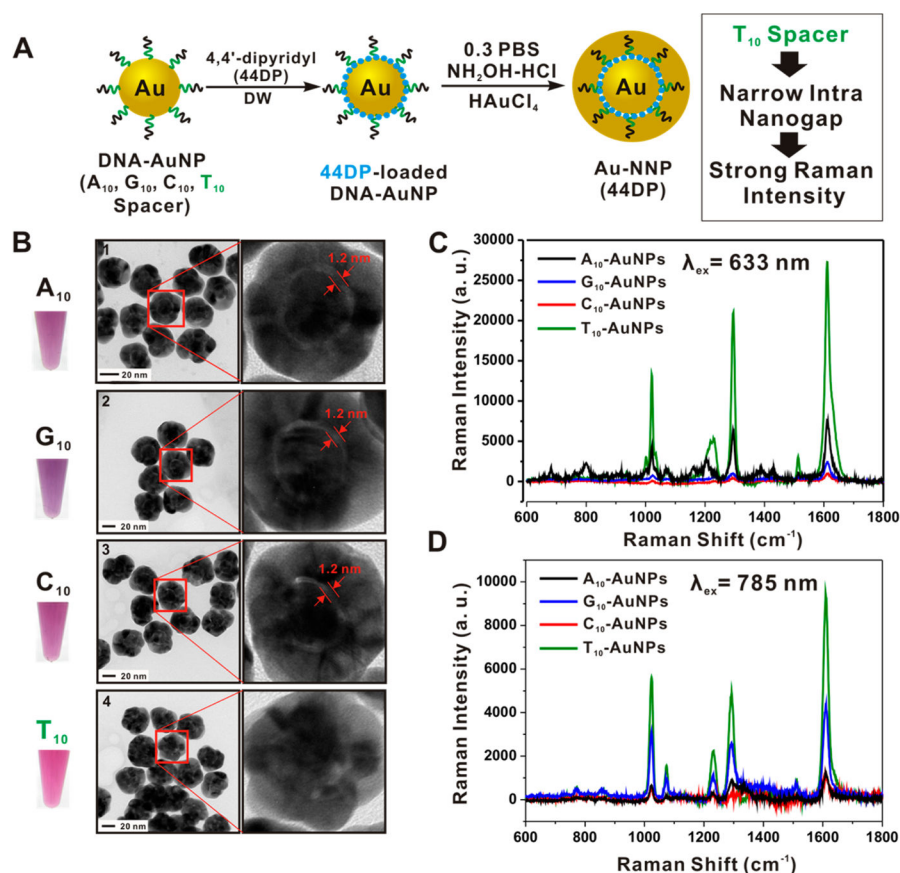 A
Au
DNA-AuNP
(A₁₀, G₁₀, C₁₀, T₁₀
Spacer)
4,4'-dipyridyl
(44DP)
DW
Au
44DP-loaded
DNA-AuNP
0.3 PBS
NH₂OH-HCl
HAuCl₄
Au
Au-NNP
(44DP)
T₁₀ Spacer
Narrow Intra
Nanogap
Strong Raman
Intensity
B
A₁₀
1
20 nm
1.2 nm
G₁₀
2
20 nm
1.2 nm
C₁₀
3
20 nm
1.2 nm
T₁₀
4
20 nm
C
30000
25000
20000
15000
10000
5000
0
Raman Intensity (a. u.)
A₁₀-AuNPs
G₁₀-AuNPs
C₁₀-AuNPs
T₁₀-AuNPs
λex= 633 nm
600 800 1000 1200 1400 1600 1800
Raman Shift (cm⁻¹)
D
10000
8000
6000
4000
2000
0
Raman Intensity (a. u.)
A₁₀-AuNPs
G₁₀-AuNPs
C₁₀-AuNPs
T₁₀-AuNPs
λex= 785 nm
600 800 1000 1200 1400 1600 1800
Raman Shift (cm⁻¹)